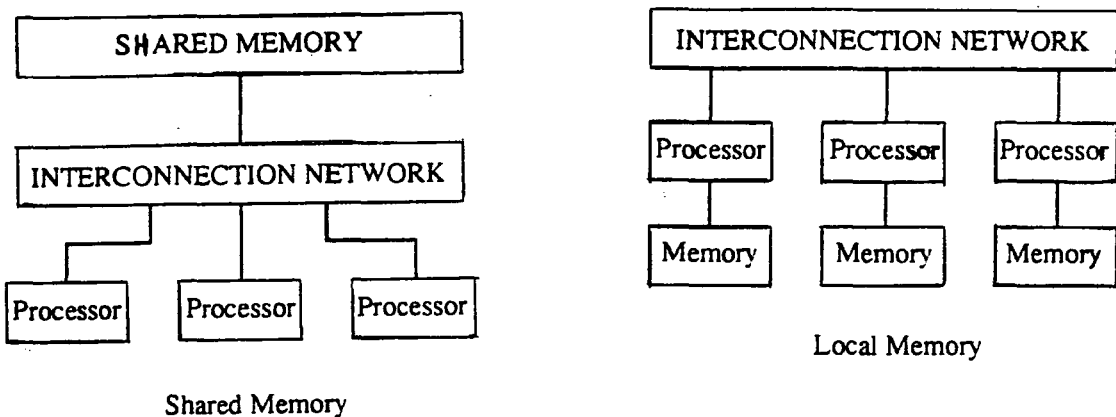 SHARED MEMORY
INTERCONNECTION NETWORK
Processor Processor Processor
Shared Memory
INTERCONNECTION NETWORK
Processor Processor Processor
Memory Memory Memory
Local Memory